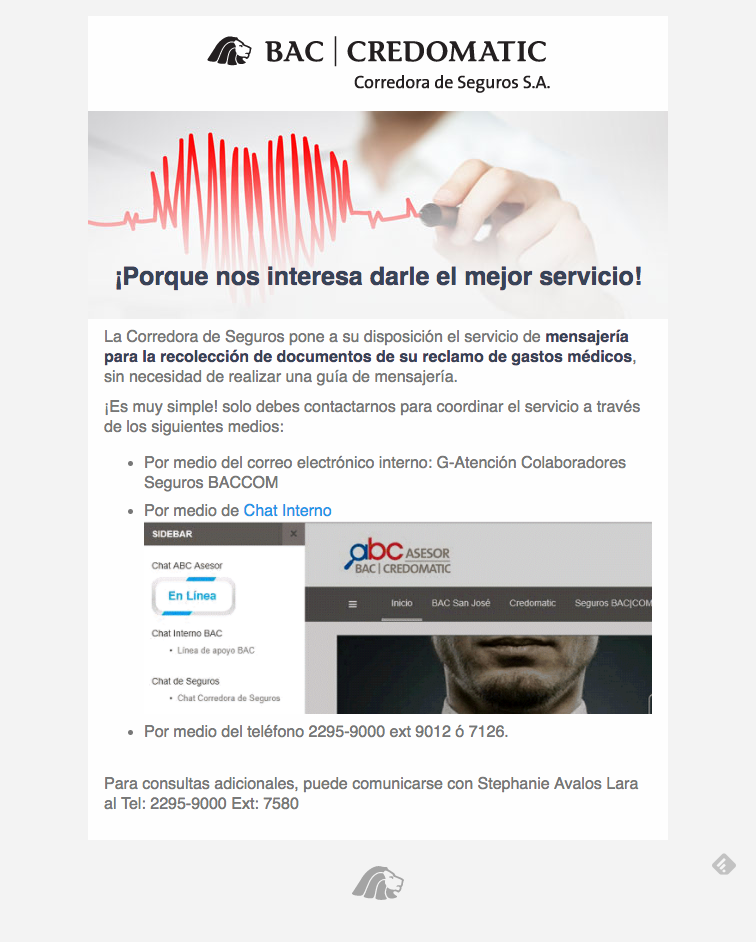 BAC | CREDOMATIC
Corredora de Seguros S.A.
¡Porque nos interesa darle el mejor servicio!
La Corredora de Seguros pone a su disposición el servicio de mensajería
para la recolección de documentos de su reclamo de gastos médicos,
sin necesidad de realizar una guía de mensajería.
¡Es muy simple! solo debes contactarnos para coordinar el servicio a través
de los siguientes medios:
• Por medio del correo electrónico interno: G-Atención Colaboradores
Seguros BACCOM
• Por medio de Chat Interno
SIDEBAR x
Chat ABC Asesor
En Línea
Chat Interno BAC
• Línea de apoyo BAC
Chat de Seguros
• Chat Corredora de Seguros
abc ASESOR
BAC | CREDOMATIC
≡ Inicio BAC San José Credomatic Seguros BAC|COM
• Por medio del teléfono 2295-9000 ext 9012 ó 7126.
Para consultas adicionales, puede comunicarse con Stephanie Avalos Lara
al Tel: 2295-9000 Ext: 7580